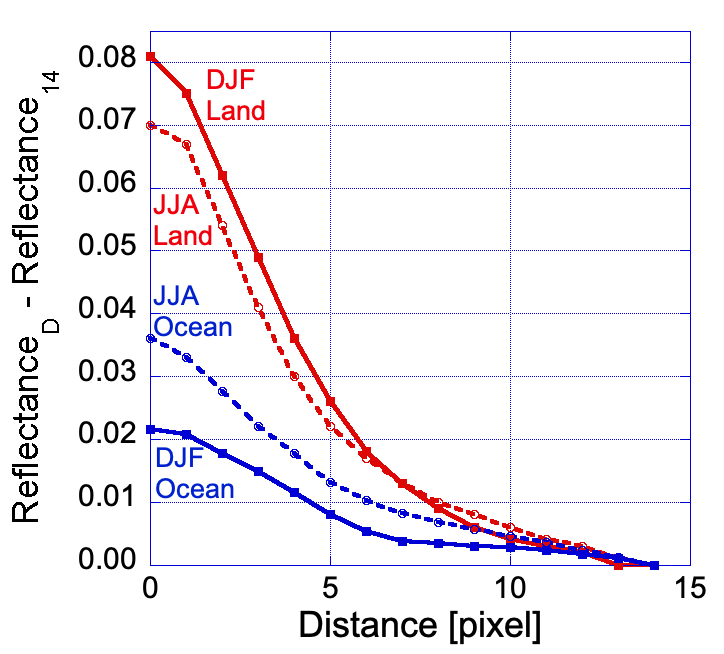 Reflectance_D - Reflectance_14
0.08
0.07
0.06
0.05
0.04
0.03
0.02
0.01
0.00
DJF
Land
JJA
Land
JJA
Ocean
DJF
Ocean
0 5 10 15
Distance [pixel]